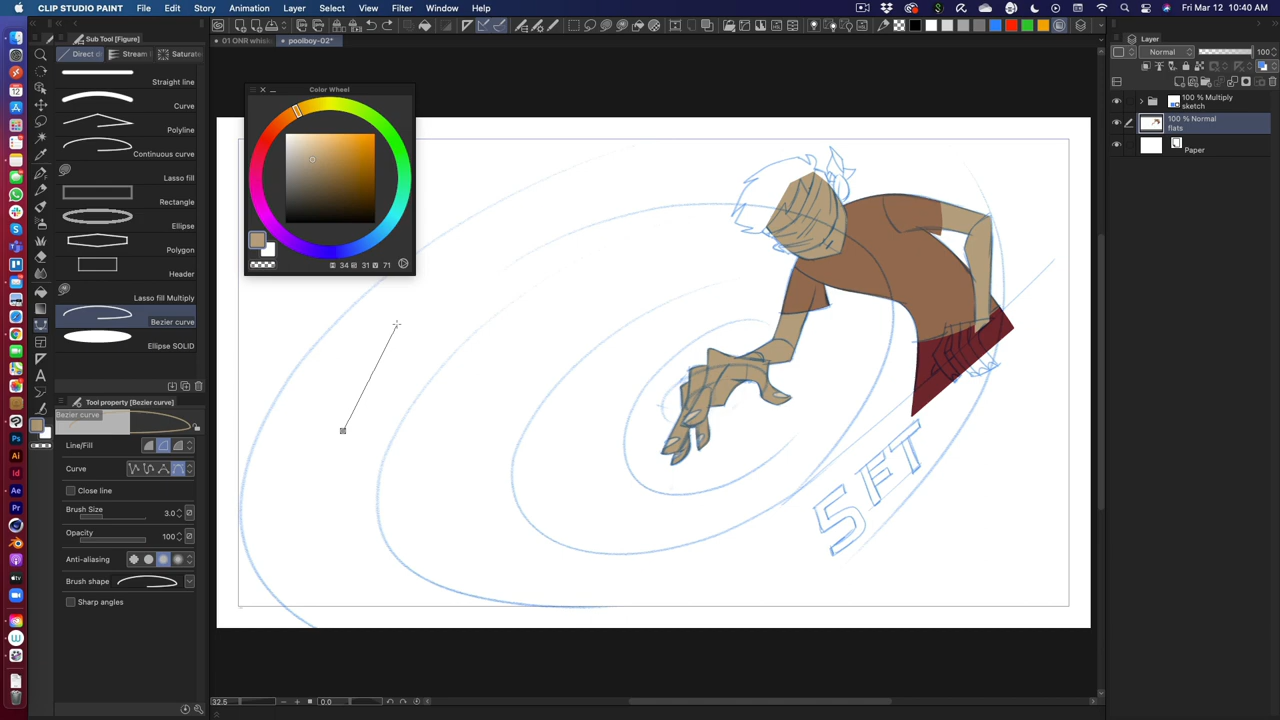 CLIP STUDIO PAINT File Edit Story Animation Layer Select View Filter Window Help Fri Mar 12 10:40 AM
Sub Tool [Figure]
01 ONR whisk poolboy-02*
Layer
Direct d Stream Saturate
Normal 100
Straight line
Color Wheel
Curve
100 % Multiply
sketch
100 % Normal
flats
Polyline
Continuous curve
Paper
Lasso fill
Rectangle
Ellipse
Polygon
34 31 71
Header
Lasso fill Multiply
Bezier curve
Ellipse SOLID
Tool property [Bezier curve]
Bezier curve
Line/Fill
Curve
Close line
Brush Size 3.0
Opacity 100
Anti-aliasing
Brush shape
Sharp angles
5FT
32.5 0.0